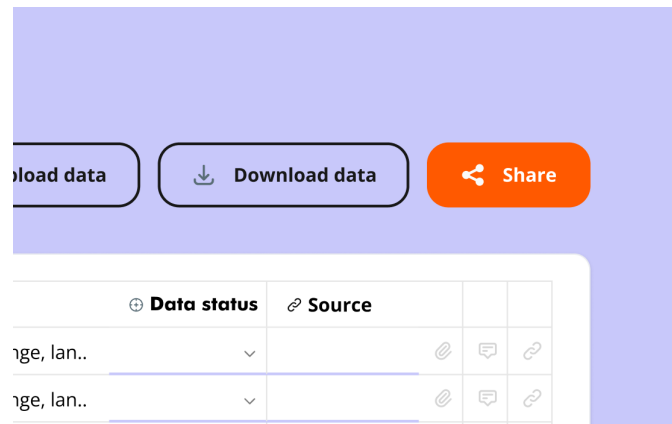 pload data
Download data
Share
Data status
Source
nge, lan..
nge, lan..